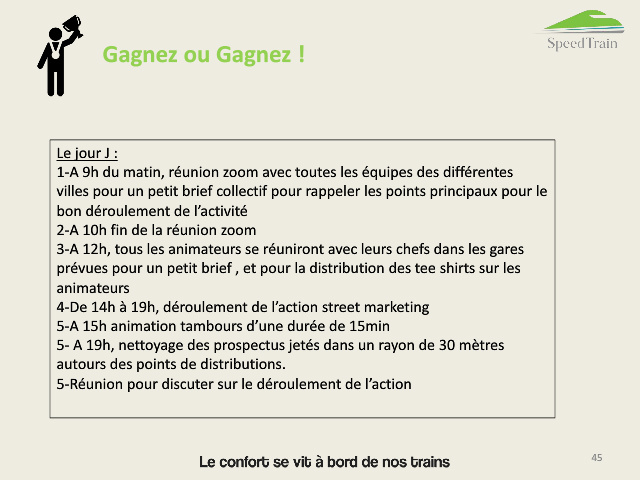 SpeedTrain
Gagnez ou Gagnez !
Le jour J :
1-A 9h du matin, réunion zoom avec toutes les équipes des différentes
villes pour un petit brief collectif pour rappeler les points principaux pour le
bon déroulement de l’activité
2-A 10h fin de la réunion zoom
3-A 12h, tous les animateurs se réuniront avec leurs chefs dans les gares
prévues pour un petit brief , et pour la distribution des tee shirts sur les
animateurs
4-De 14h à 19h, déroulement de l’action street marketing
5-A 15h animation tambours d’une durée de 15min
5- A 19h, nettoyage des prospectus jetés dans un rayon de 30 mètres
autours des points de distributions.
5-Réunion pour discuter sur le déroulement de l’action
Le confort se vit à bord de nos trains
45